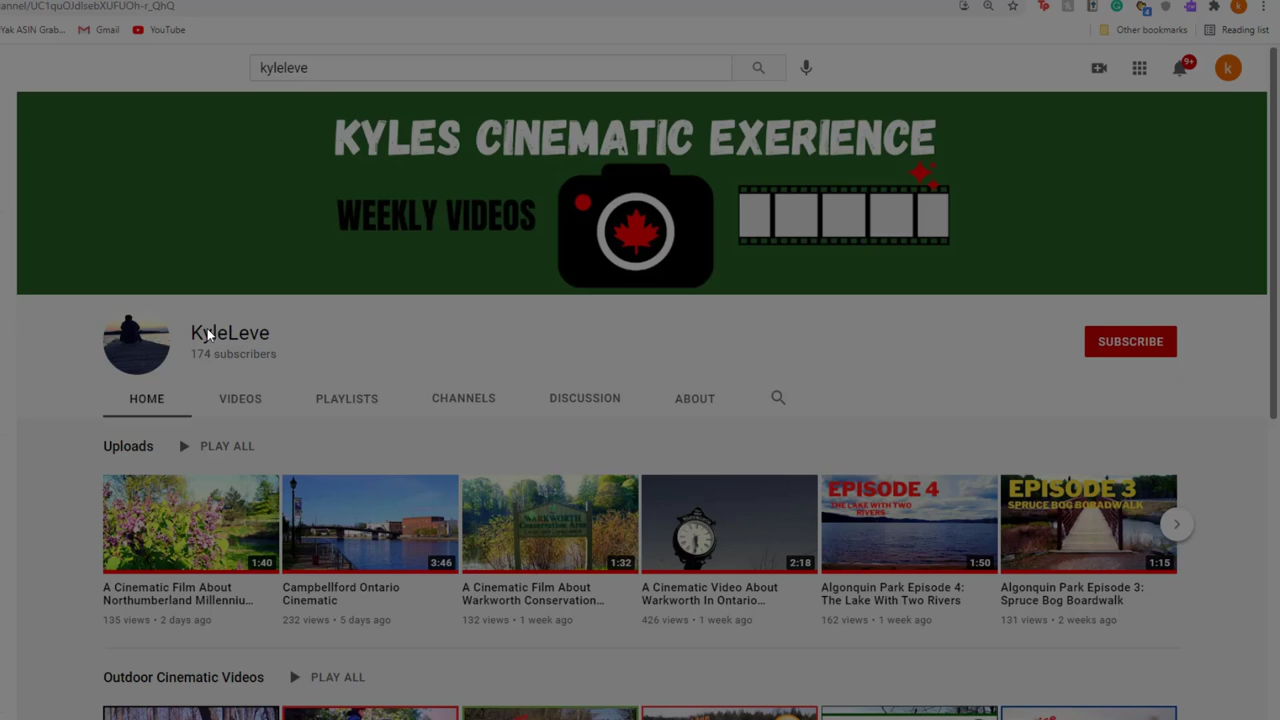 annel/UC1quOJdlsebXUFUOh-r_QhQ
Yak ASIN Grab... Gmail YouTube Other bookmarks Reading list
kyleleve
9+
k
KYLES CINEMATIC EXERIENCE
WEEKLY VIDEOS
KyleLeve
174 subscribers
SUBSCRIBE
HOME VIDEOS PLAYLISTS CHANNELS DISCUSSION ABOUT
Uploads PLAY ALL
EPISODE 4
THE LAKE WITH TWO
RIVERS
EPISODE 3
SPRUCE BOG BOARDWALK
WARKWORTH
1:40 3:46 1:32 2:18 1:50 1:15
A Cinematic Film About
Northumberland Millenniu...
135 views • 2 days ago
Campbellford Ontario
Cinematic
232 views • 5 days ago
A Cinematic Film About
Warkworth Conservation...
132 views • 1 week ago
A Cinematic Video About
Warkworth In Ontario...
426 views • 1 week ago
Algonquin Park Episode 4:
The Lake With Two Rivers
162 views • 1 week ago
Algonquin Park Episode 3:
Spruce Bog Boardwalk
131 views • 2 weeks ago
Outdoor Cinematic Videos PLAY ALL